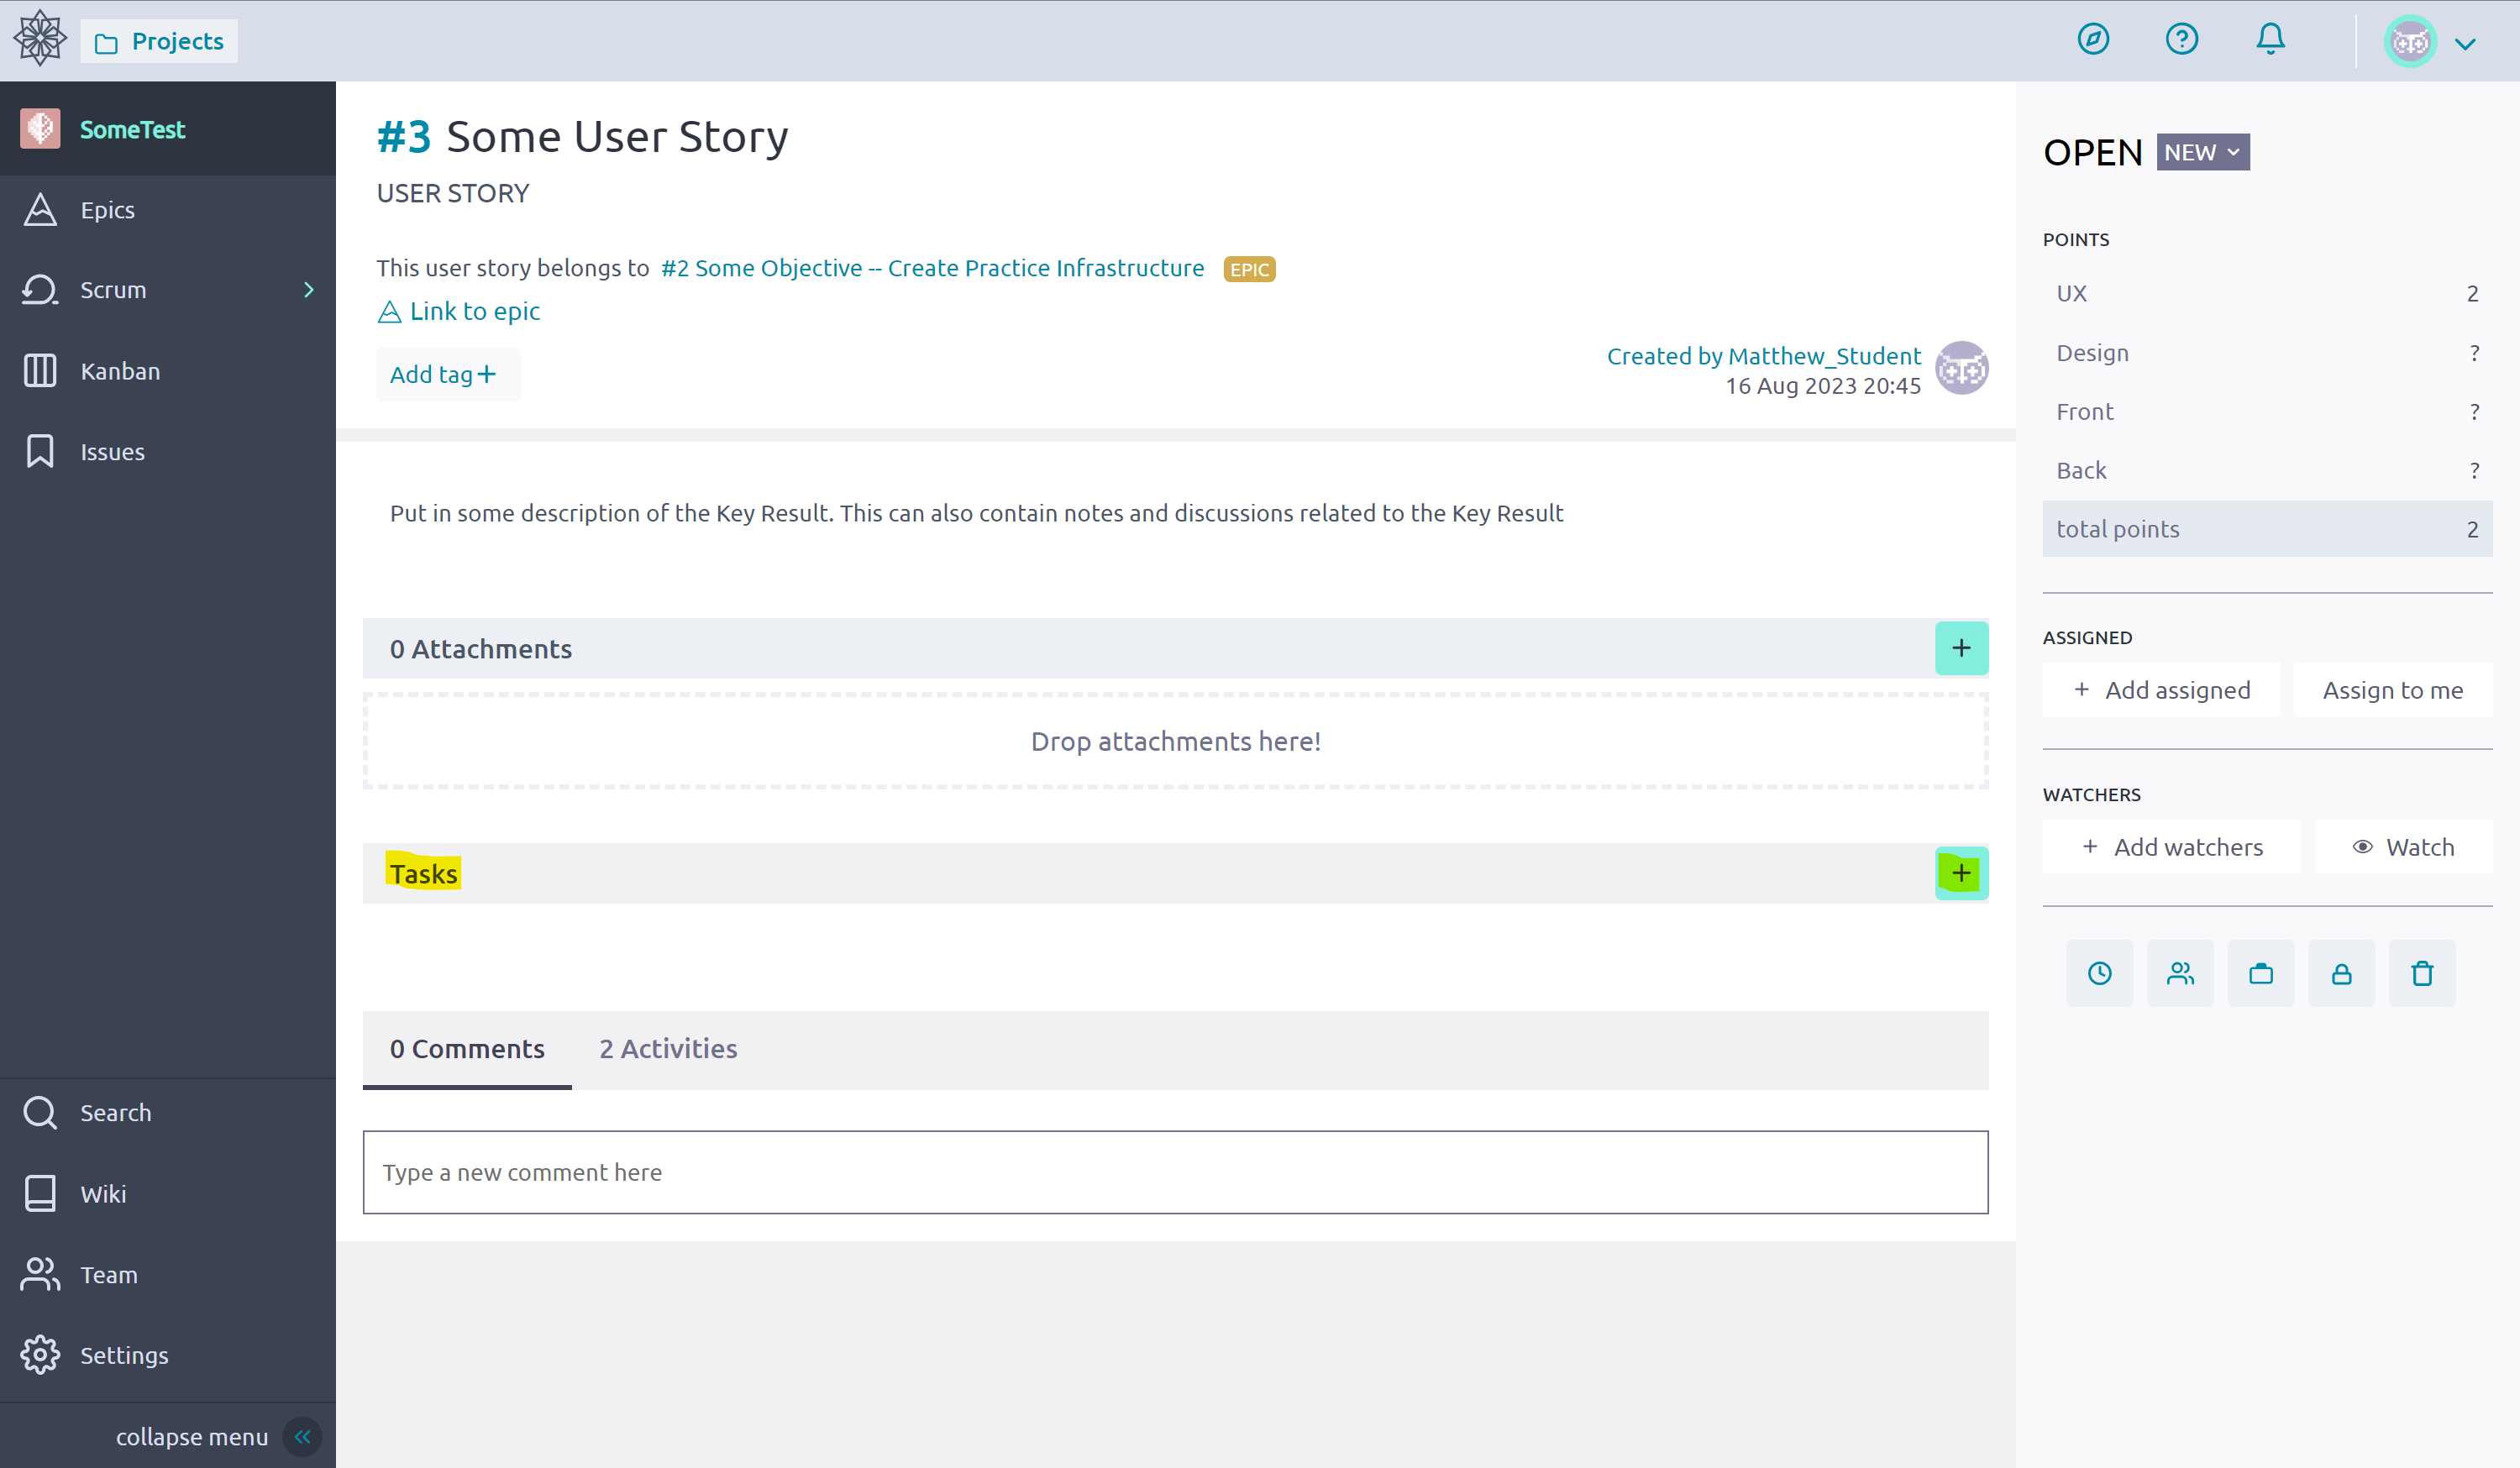 Projects
SomeTest
Epics
Scrum
Kanban
Issues
Search
Wiki
Team
Settings
collapse menu
#3 Some User Story
USER STORY
This user story belongs to #2 Some Objective -- Create Practice Infrastructure EPIC
Link to epic
Add tag
Created by Matthew_Student
16 Aug 2023 20:45
Put in some description of the Key Result. This can also contain notes and discussions related to the Key Result
0 Attachments
Drop attachments here!
Tasks
0 Comments 2 Activities
Type a new comment here
OPEN NEW
POINTS
UX 2
Design ?
Front ?
Back ?
total points 2
ASSIGNED
+ Add assigned Assign to me
WATCHERS
+ Add watchers Watch